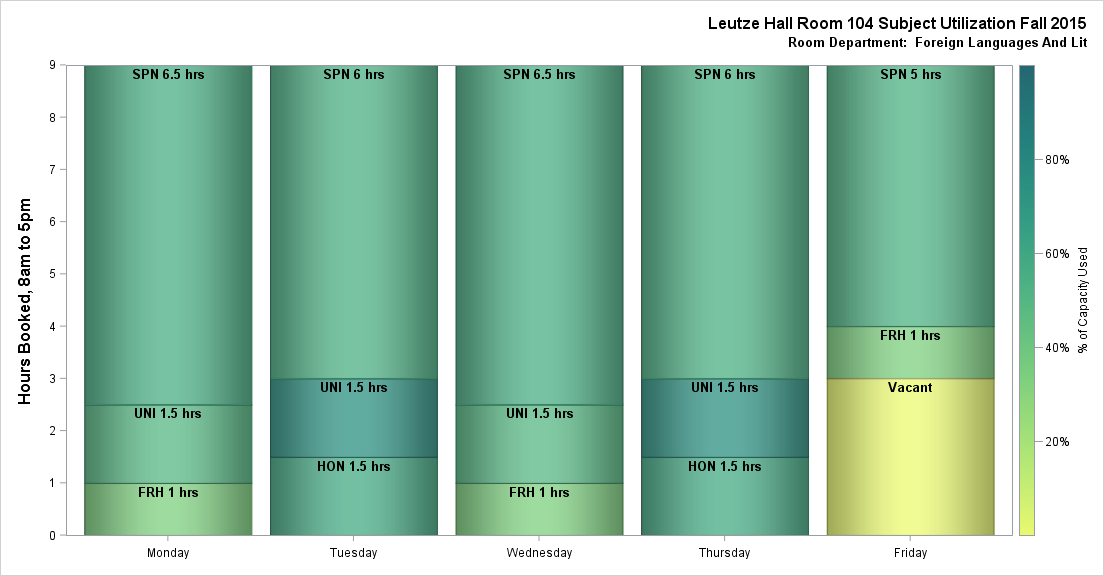 Leutze Hall Room 104 Subject Utilization Fall 2015
Room Department:  Foreign Languages And Lit
Hours Booked, 8am to 5pm
9
8
7
6
5
4
3
2
1
0
SPN 6.5 hrs
UNI 1.5 hrs
FRH 1 hrs
Monday
SPN 6 hrs
UNI 1.5 hrs
HON 1.5 hrs
Tuesday
SPN 6.5 hrs
UNI 1.5 hrs
FRH 1 hrs
Wednesday
SPN 6 hrs
UNI 1.5 hrs
HON 1.5 hrs
Thursday
SPN 5 hrs
FRH 1 hrs
Vacant
Friday
80%
60%
40%
20%
% of Capacity Used